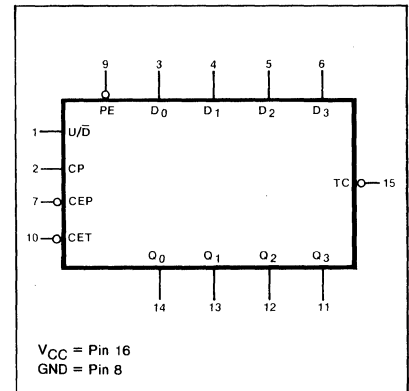 9 3 4 5 6
PE D0 D1 D2 D3
1 U/D̅
2 CP
TC 15
7 CEP
10 CET
Q0 Q1 Q2 Q3
14 13 12 11
VCC = Pin 16
GND = Pin 8